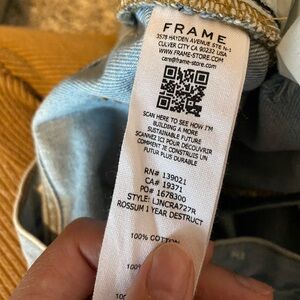 FRAME
3578 HAYDEN AVENUE STE N-1
CULVER CITY CA 90232 USA
WWW.FRAME-STORE.COM
care@frame-store.com
SCAN HERE TO SEE HOW I'M
BUILDING A MORE
SUSTAINABLE FUTURE
SCANNEZ ICI POUR DÉCOUVRIR
COMMENT JE CONSTRUIS UN
FUTUR PLUS DURABLE
RN# 139021
CA# 19371
PO# 1678300
STYLE: LJNCRA727R
ROSSUM 1 YEAR DESTRUCT
100% COTTON
100%
100